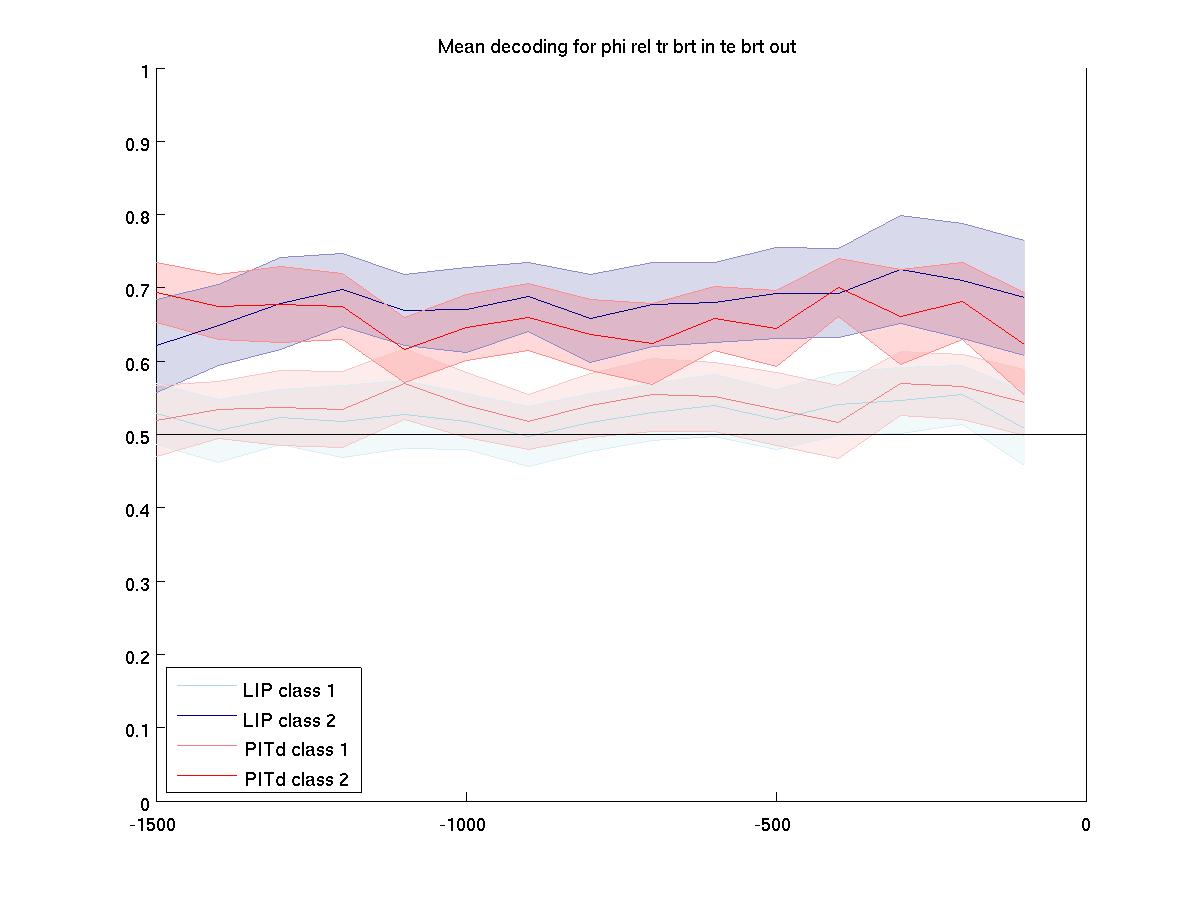 Mean decoding for phi rel tr brt in te brt out
1
0.9
0.8
0.7
0.6
0.5
0.4
0.3
0.2
0.1
0
LIP class 1
LIP class 2
PITd class 1
PITd class 2
-1500 -1000 -500 0